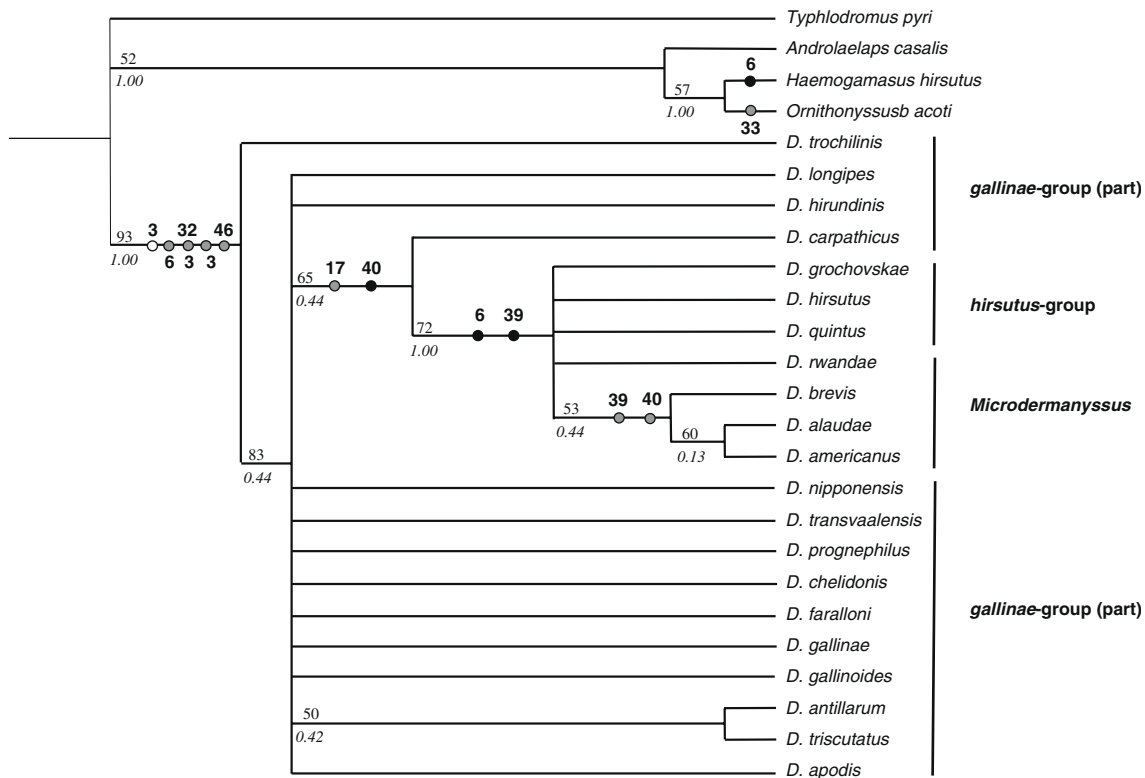 Typhlodromus pyri
52
1.00
Androlaelaps casalis
6
57
1.00
Haemogamasus hirsutus
Ornithonyssusb acoti
33
D. trochilinis
D. longipes
gallinae-group (part)
D. hirundinis
93 3 32 46
1.00 6 3 3
D. carpathicus
65 17 40
0.44
D. grochovskae
D. hirsutus
hirsutus-group
72 6 39
1.00
D. quintus
D. rwandae
D. brevis
Microdermanyssus
53 39 40
0.44
D. alaudae
60
0.13
D. americanus
83
0.44
D. nipponensis
D. transvaalensis
D. prognephilus
D. chelidonis
D. faralloni
gallinae-group (part)
D. gallinae
D. gallinoides
D. antillarum
50
0.42
D. triscutatus
D. apodis